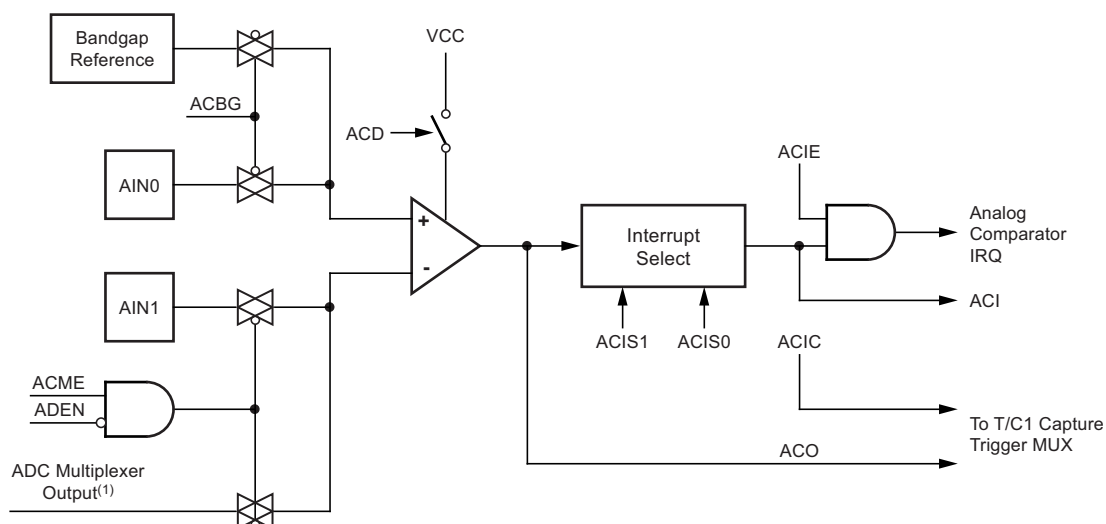 Bandgap
Reference
VCC
ACBG
ACD
ACIE
AIN0
+
-
Interrupt
Select
Analog
Comparator
IRQ
AIN1
ACI
ACIS1
ACIS0
ACIC
ACME
ADEN
To T/C1 Capture
Trigger MUX
ACO
ADC Multiplexer
Output(1)